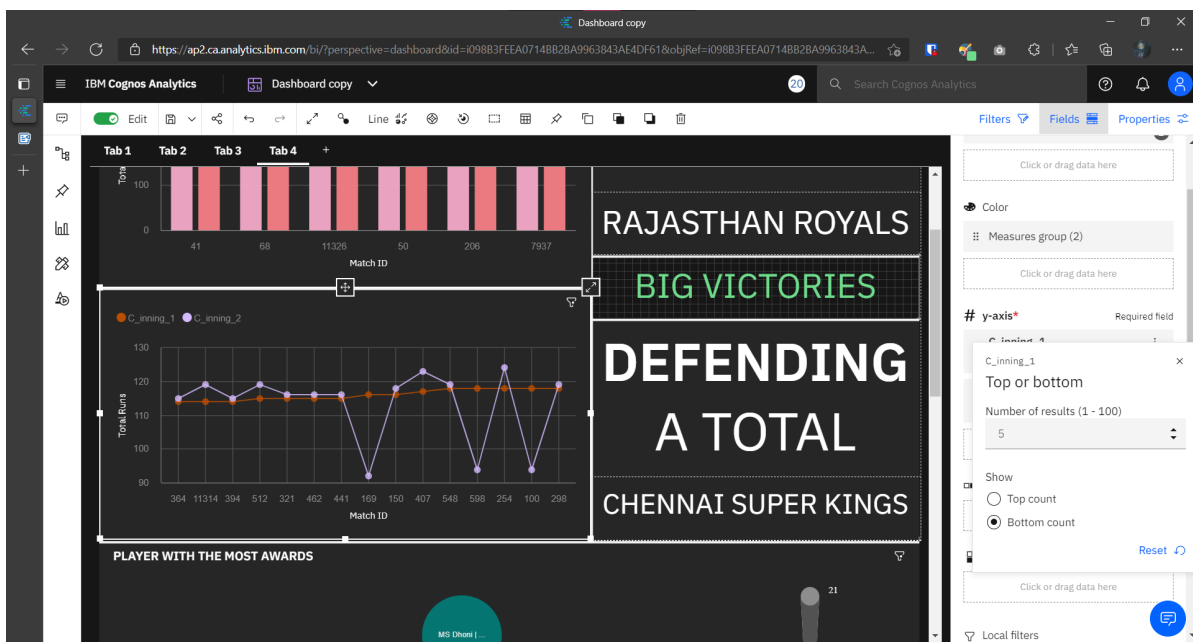 Dashboard copy
https://ap2.ca.analytics.ibm.com/bi/?perspective=dashboard&id=i098B3FEEA0714BB2BA9963843AE4DF61&objRef=i098B3FEEA0714BB2BA9963843A...
IBM Cognos Analytics
Dashboard copy
20
Search Cognos Analytics
Edit
Line
Filters
Fields
Properties
Tab 1 Tab 2 Tab 3 Tab 4 +
100
0
41 68 11326 50 206 7937
Match ID
C_inning_1 C_inning_2
Total Runs
130
120
110
100
90
364 11314 394 512 321 462 441 169 150 407 548 598 254 100 298
Match ID
RAJASTHAN ROYALS
BIG VICTORIES
DEFENDING
A TOTAL
CHENNAI SUPER KINGS
PLAYER WITH THE MOST AWARDS
MS Dhoni |...
21
Click or drag data here
Color
Measures group (2)
Click or drag data here
# y-axis* Required field
C_inning_1
C_inning_1
Top or bottom
Number of results (1 - 100)
5
Show
Top count
Bottom count
Reset
Click or drag data here
Local filters